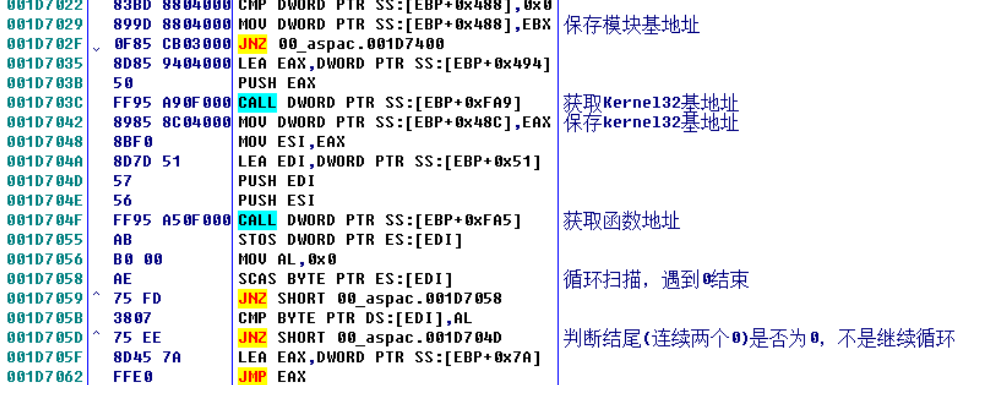 001D7022 83BD 8804000 CMP DWORD PTR SS:[EBP+0x488],0x0
001D7029 899D 8804000 MOV DWORD PTR SS:[EBP+0x488],EBX 保存模块基地址
001D702F 0F85 CB03000 JNZ 00_aspac.001D7400
001D7035 8D85 9404000 LEA EAX,DWORD PTR SS:[EBP+0x494]
001D703B 50 PUSH EAX
001D703C FF95 A90F000 CALL DWORD PTR SS:[EBP+0xFA9] 获取Kernel32基地址
001D7042 8985 8C04000 MOV DWORD PTR SS:[EBP+0x48C],EAX 保存kernel32基地址
001D7048 8BF0 MOV ESI,EAX
001D704A 8D7D 51 LEA EDI,DWORD PTR SS:[EBP+0x51]
001D704D 57 PUSH EDI
001D704E 56 PUSH ESI
001D704F FF95 A50F000 CALL DWORD PTR SS:[EBP+0xFA5] 获取函数地址
001D7055 AB STOS DWORD PTR ES:[EDI]
001D7056 B0 00 MOV AL,0x0
001D7058 AE SCAS BYTE PTR ES:[EDI] 循环扫描，遇到0结束
001D7059 ^ 75 FD JNZ SHORT 00_aspac.001D7058
001D705B 3807 CMP BYTE PTR DS:[EDI],AL
001D705D ^ 75 EE JNZ SHORT 00_aspac.001D704D 判断结尾(连续两个0)是否为0，不是继续循环
001D705F 8D45 7A LEA EAX,DWORD PTR SS:[EBP+0x7A]
001D7062 FFE0 JMP EAX